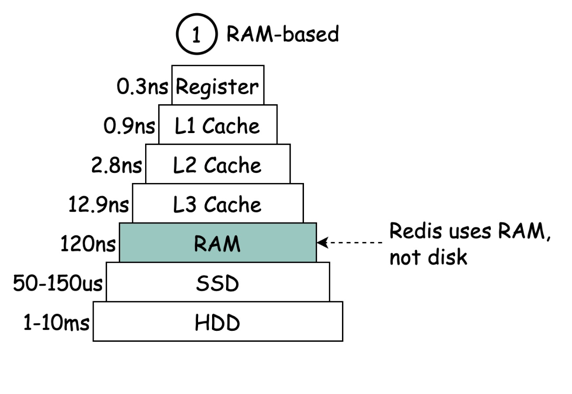 1 RAM-based
0.3ns Register
0.9ns L1 Cache
2.8ns L2 Cache
12.9ns L3 Cache
120ns RAM
Redis uses RAM,
not disk
50-150us SSD
1-10ms HDD